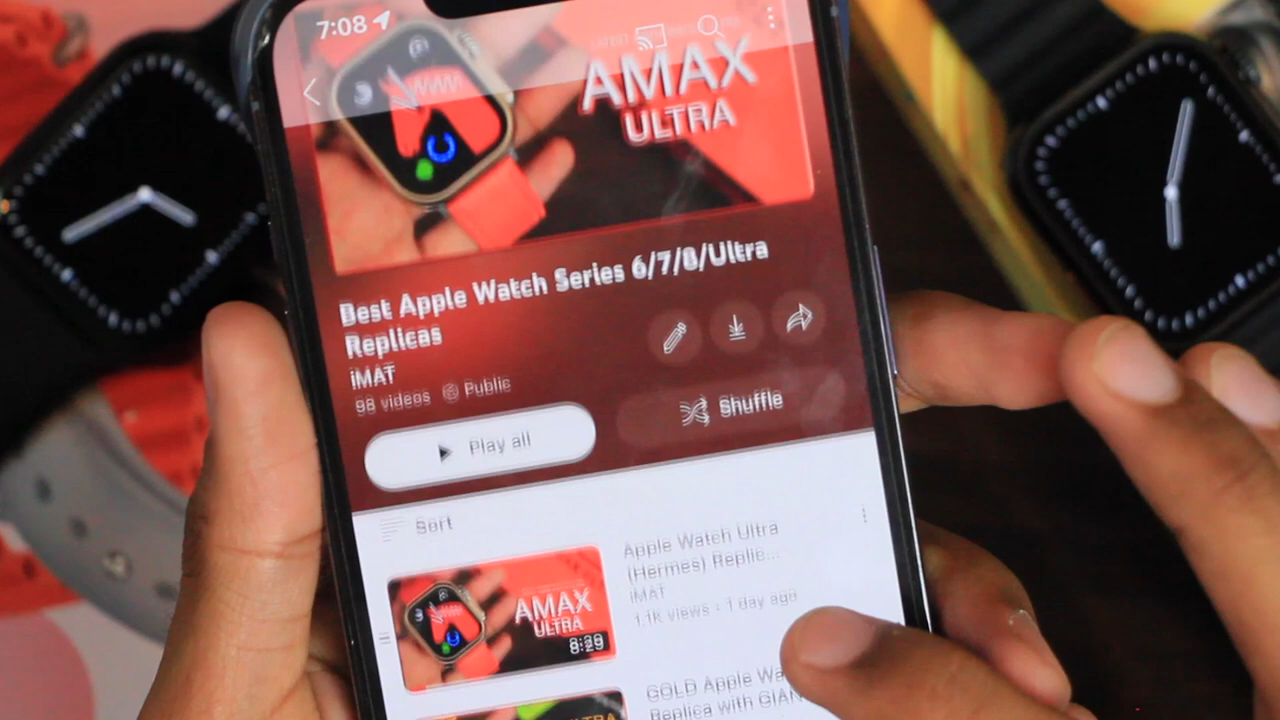 7:08
AMAX
ULTRA
Best Apple Watch Series 6/7/8/Ultra
Replicas
iMAT
98 videos Public
Play all
Shuffle
Sort
Apple Watch Ultra
(Hermes) Replic...
iMAT
1.1K views · 1 day ago
AMAX
ULTRA
8:29
GOLD Apple Wa
Replica with GIAN
ULTRA